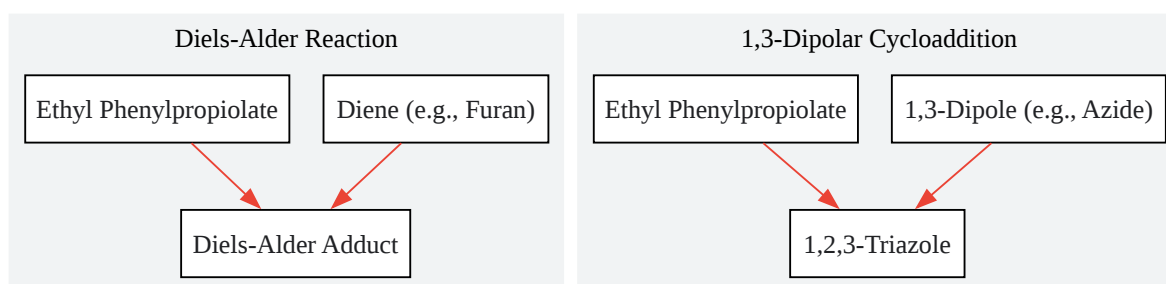 Diels-Alder Reaction
Ethyl Phenylpropiolate
Diene (e.g., Furan)
Diels-Alder Adduct
1,3-Dipolar Cycloaddition
Ethyl Phenylpropiolate
1,3-Dipole (e.g., Azide)
1,2,3-Triazole